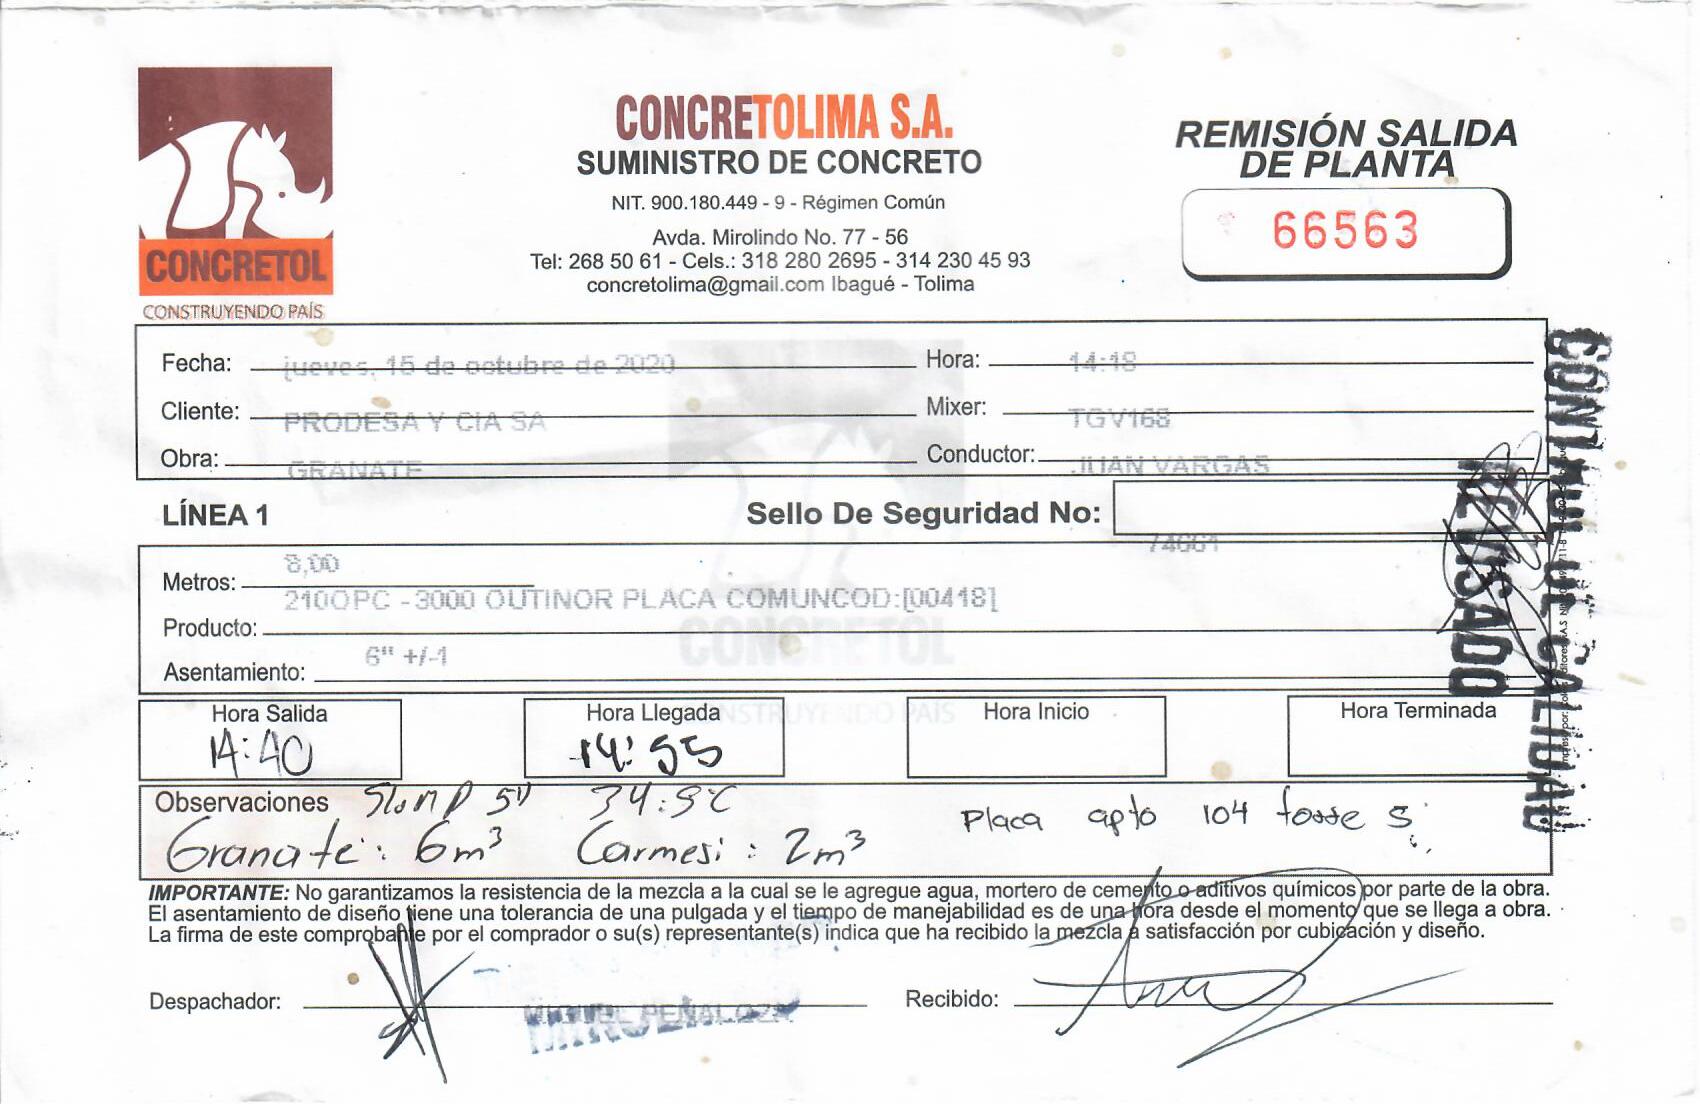 CONCRETOL
CONSTRUYENDO PAÍS
CONCRETOLIMA S.A.
SUMINISTRO DE CONCRETO
NIT. 900.180.449 - 9 - Régimen Común
Avda. Mirolindo No. 77 - 56
Tel: 268 50 61 - Cels.: 318 280 2695 - 314 230 45 93
concretolima@gmail.com Ibagué - Tolima
REMISIÓN SALIDA
DE PLANTA
66563
Fecha: jueves, 15 de octubre de 2020 Hora: 14:18
Cliente: PRODESA Y CIA SA Mixer: TGV168
Obra: GRANATE Conductor: JUAN VARGAS
LÍNEA 1 Sello De Seguridad No: 74661
Metros: 8,00
Producto: 210OPC -3000 OUTINOR PLACA COMUNCOD:[00418]
Asentamiento: 6" +/-1
CONCRETOL
CONSTRUYENDO PAÍS
Hora Salida Hora Llegada Hora Inicio Hora Terminada
14:40 14:55
Observaciones Slump 5" 34.9°C Placa apto 104 torre 5
Granate: 6m³ Carmesi: 2m³
IMPORTANTE: No garantizamos la resistencia de la mezcla a la cual se le agregue agua, mortero de cemento o aditivos químicos por parte de la obra.
El asentamiento de diseño tiene una tolerancia de una pulgada y el tiempo de manejabilidad es de una hora desde el momento que se llega a obra.
La firma de este comprobante por el comprador o su(s) representante(s) indica que ha recibido la mezcla a satisfacción por cubicación y diseño.
Despachador: MIGUEL PEÑALOZA Recibido:
CONTROL DE CALIDAD
REVISADO